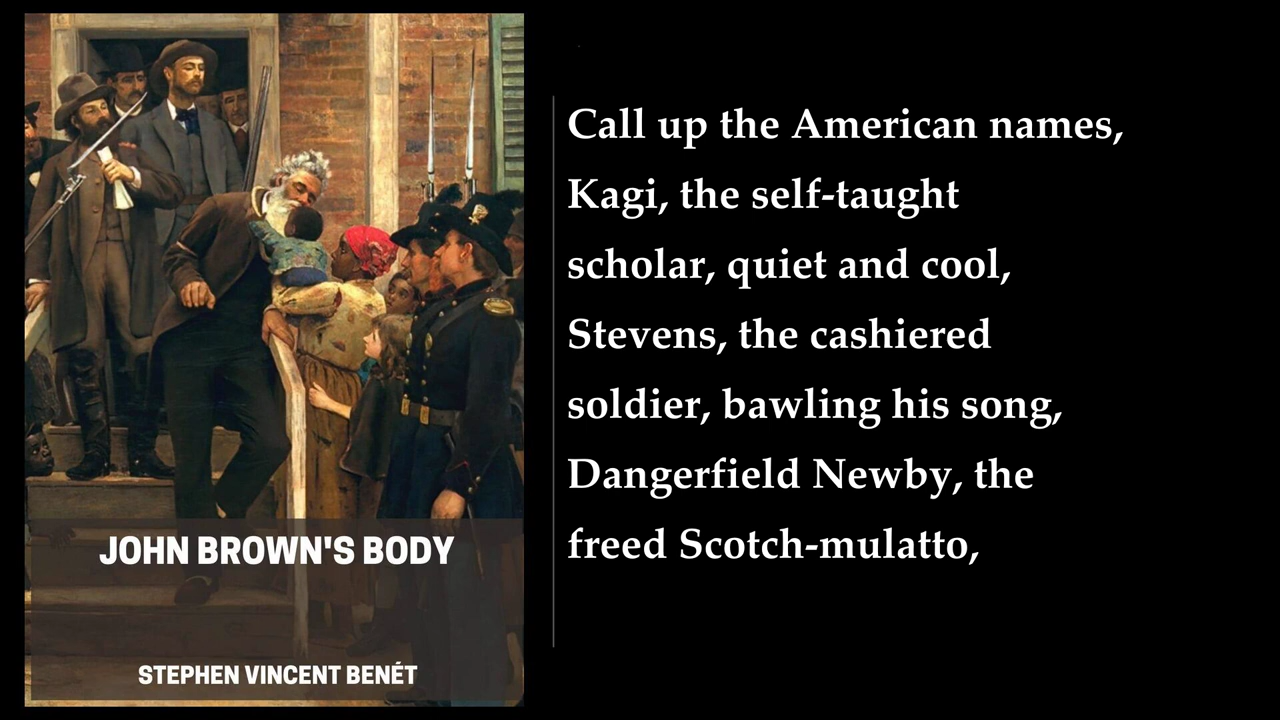 JOHN BROWN'S BODY
STEPHEN VINCENT BENÉT
Call up the American names,
Kagi, the self-taught
scholar, quiet and cool,
Stevens, the cashiered
soldier, bawling his song,
Dangerfield Newby, the
freed Scotch-mulatto,